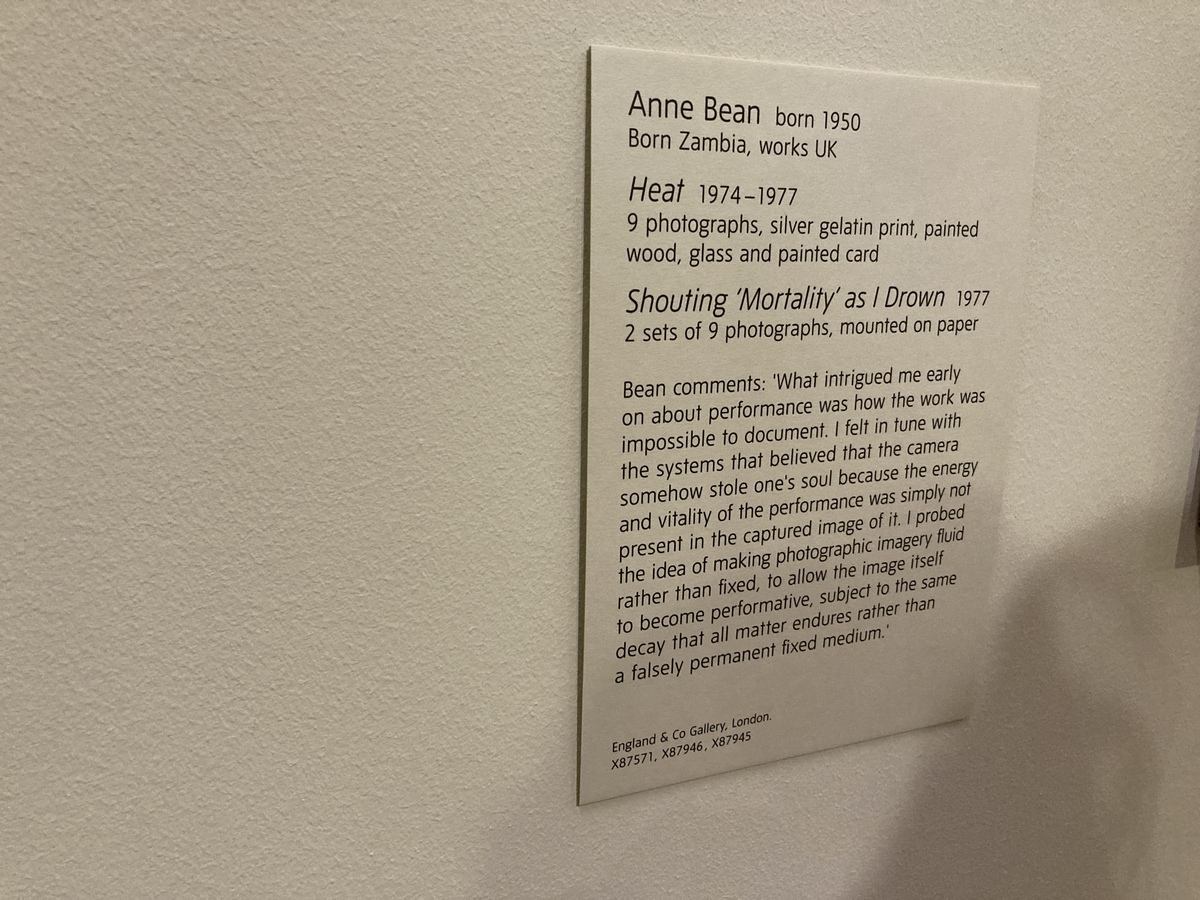 Anne Bean born 1950
Born Zambia, works UK
Heat 1974–1977
9 photographs, silver gelatin print, painted
wood, glass and painted card
Shouting ‘Mortality’ as I Drown 1977
2 sets of 9 photographs, mounted on paper
Bean comments: 'What intrigued me early
on about performance was how the work was
impossible to document. I felt in tune with
the systems that believed that the camera
somehow stole one's soul because the energy
and vitality of the performance was simply not
present in the captured image of it. I probed
the idea of making photographic imagery fluid
rather than fixed, to allow the image itself
to become performative, subject to the same
decay that all matter endures rather than
a falsely permanent fixed medium.'
England & Co Gallery, London.
X87571, X87946, X87945